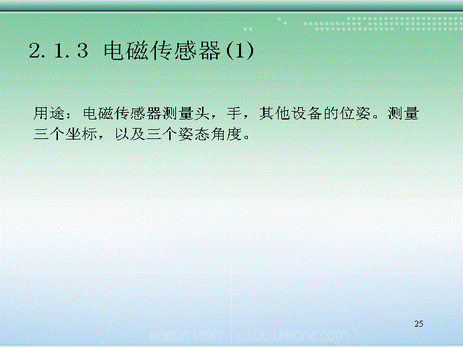 2.1.3 电磁传感器(1)
用途：电磁传感器测量头，手，其他设备的位姿。测量
三个坐标，以及三个姿态角度。
25